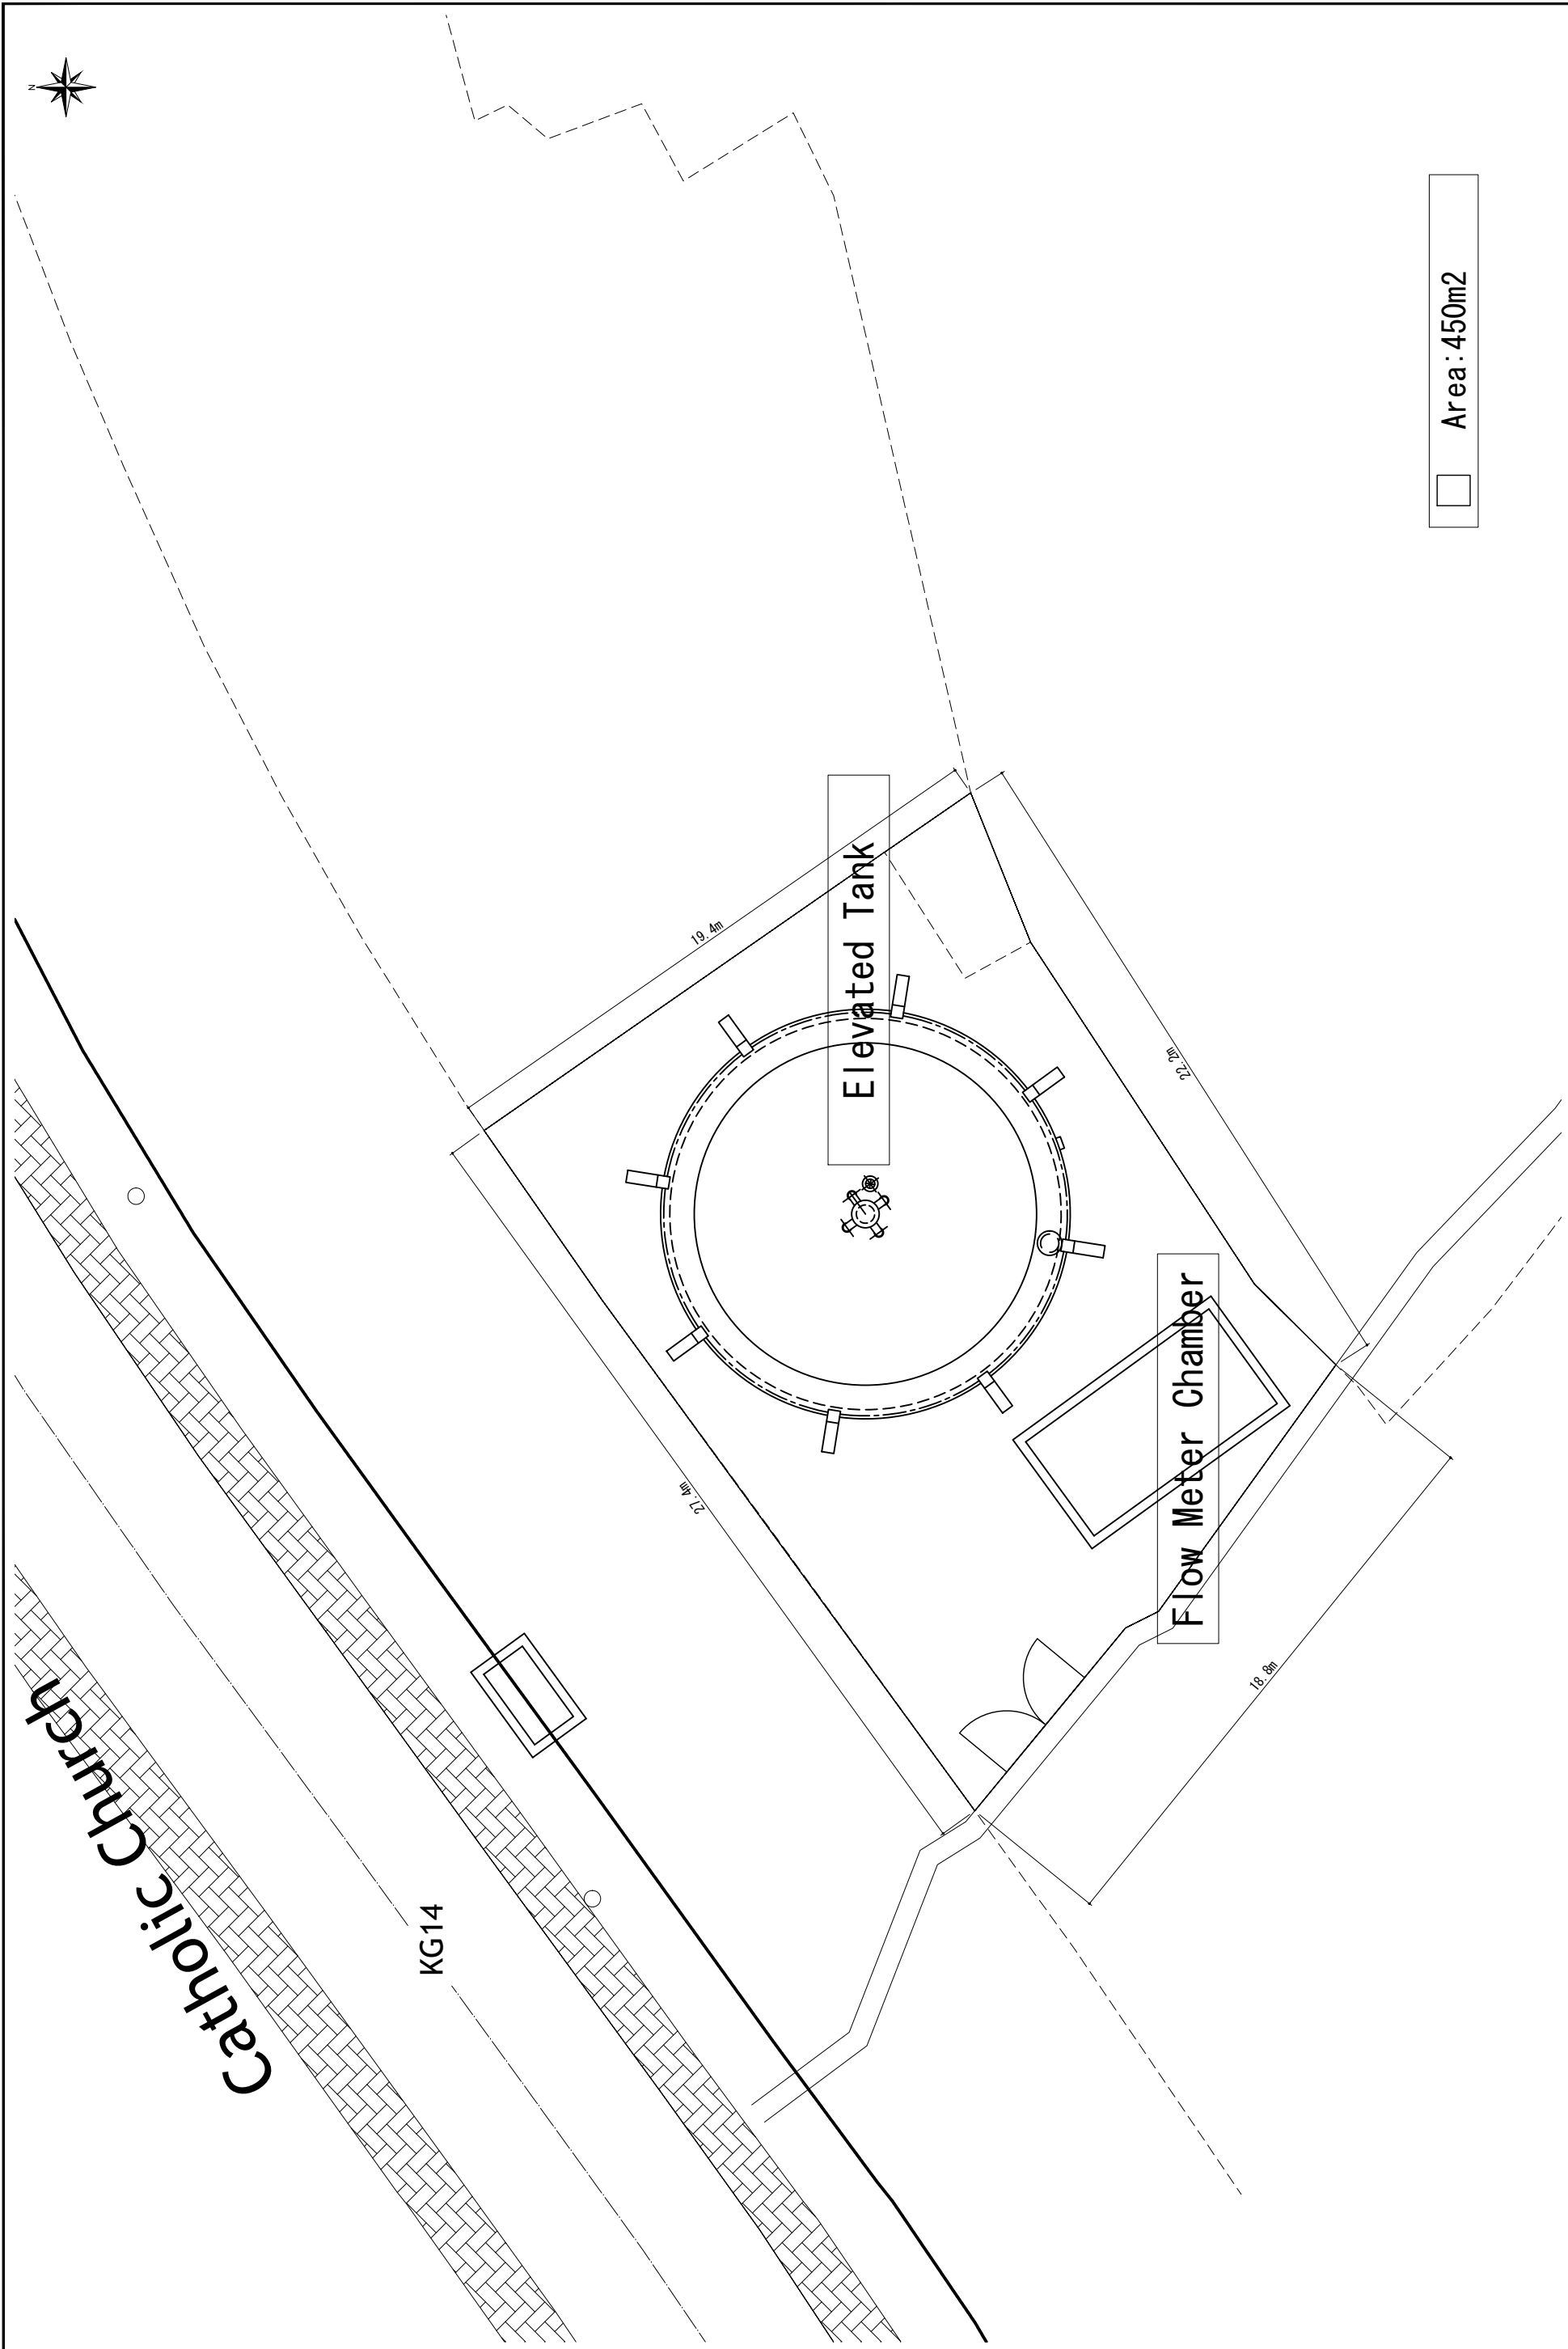 N
Area:450m2
Elevated Tank
19.4m
22.2m
Flow Meter Chamber
27.4m
18.8m
Catholic Church
KG14